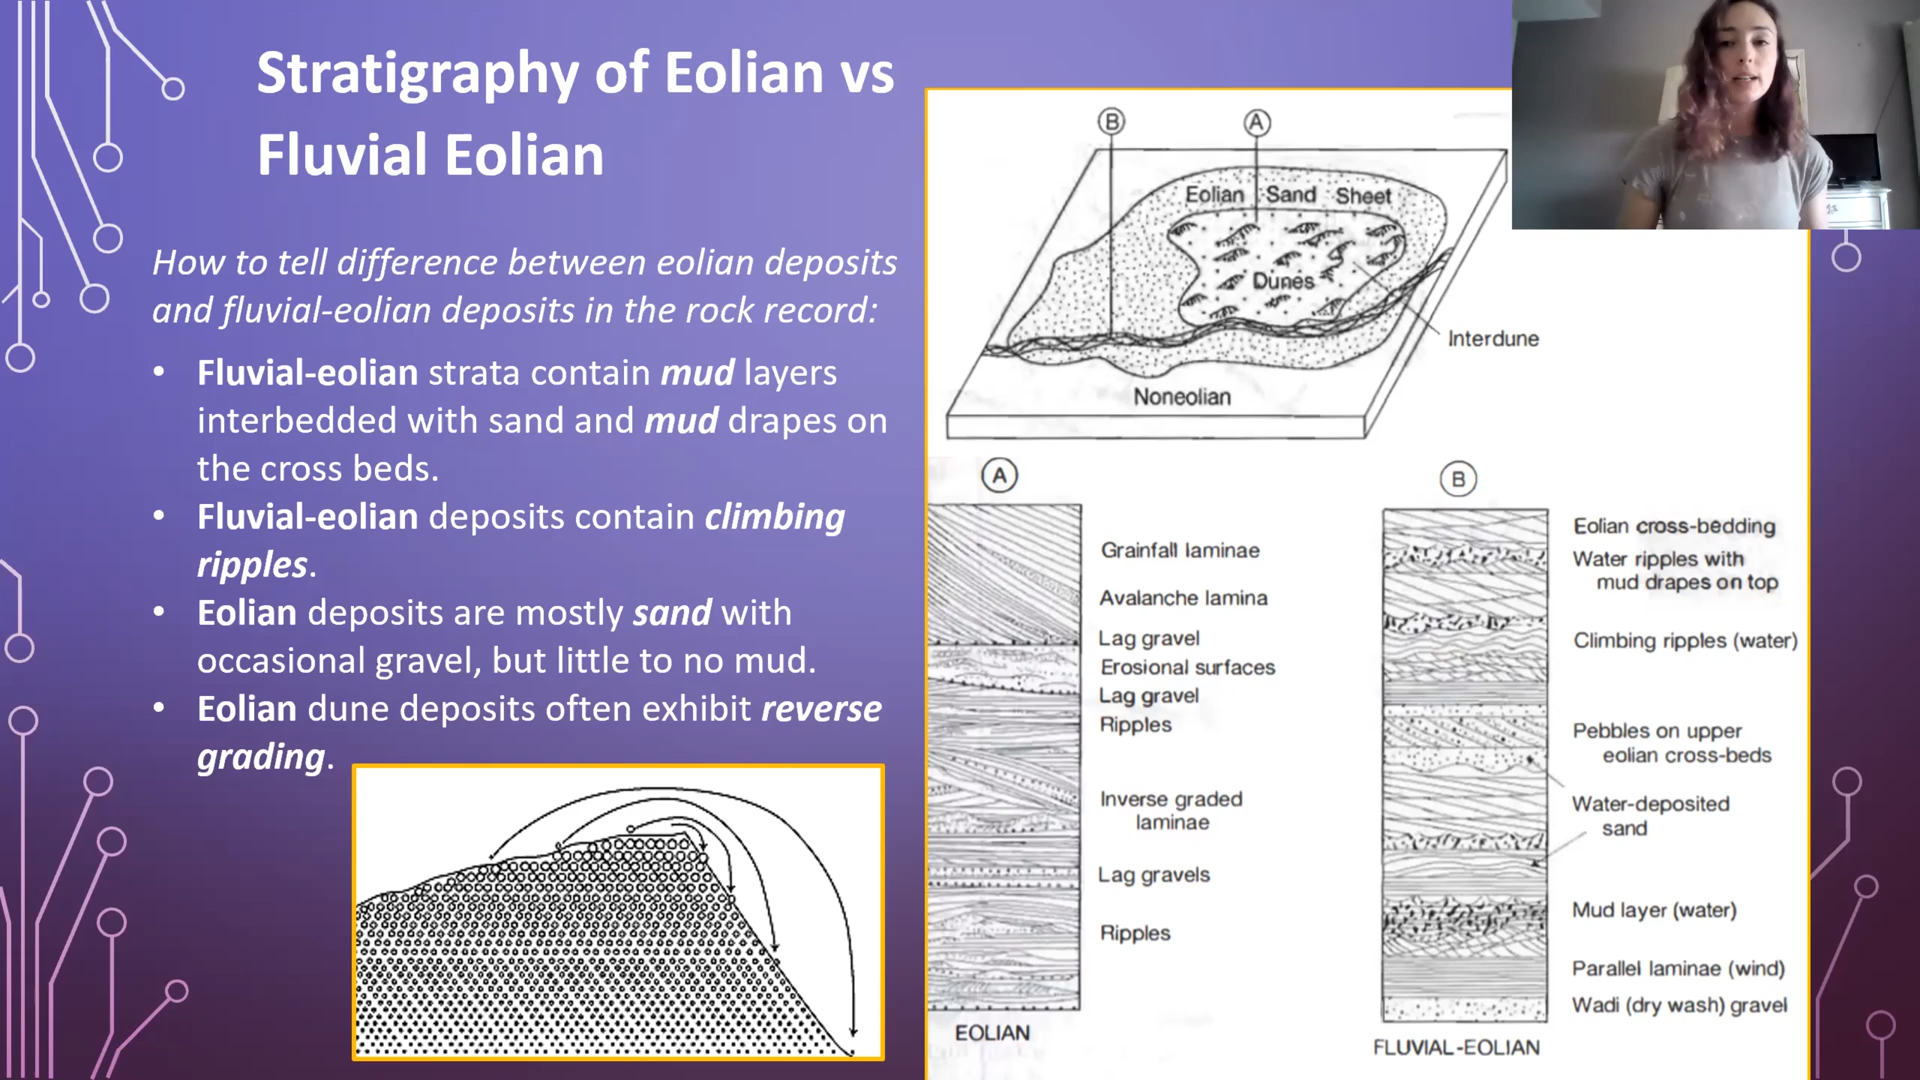 Stratigraphy of Eolian vs
Fluvial Eolian
How to tell difference between eolian deposits
and fluvial-eolian deposits in the rock record:
• Fluvial-eolian strata contain mud layers
interbedded with sand and mud drapes on
the cross beds.
• Fluvial-eolian deposits contain climbing
ripples.
• Eolian deposits are mostly sand with
occasional gravel, but little to no mud.
• Eolian dune deposits often exhibit reverse
grading.
B
A
Eolian Sand Sheet
Dunes
Interdune
Noneolian
A
Grainfall laminae
Avalanche lamina
Lag gravel
Erosional surfaces
Lag gravel
Ripples
Inverse graded
laminae
Lag gravels
Ripples
EOLIAN
B
Eolian cross-bedding
Water ripples with
mud drapes on top
Climbing ripples (water)
Pebbles on upper
eolian cross-beds
Water-deposited
sand
Mud layer (water)
Parallel laminae (wind)
Wadi (dry wash) gravel
FLUVIAL-EOLIAN